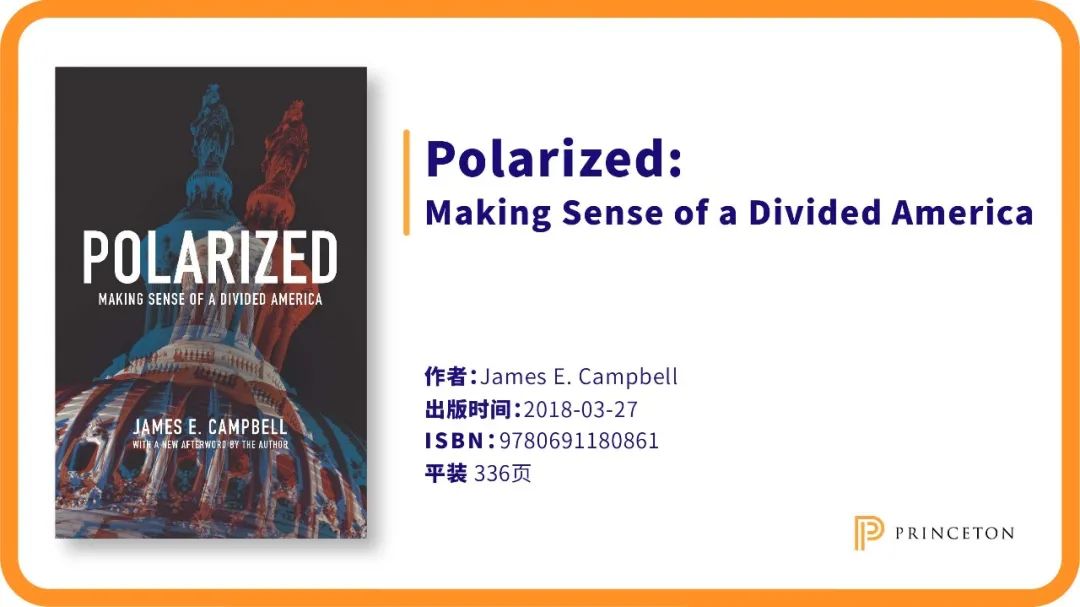 POLARIZED
MAKING SENSE OF A DIVIDED AMERICA
JAMES E. CAMPBELL
WITH A NEW AFTERWORD BY THE AUTHOR
Polarized:
Making Sense of a Divided America
作者:James E. Campbell
出版时间:2018-03-27
ISBN:9780691180861
平装 336页
PRINCETON